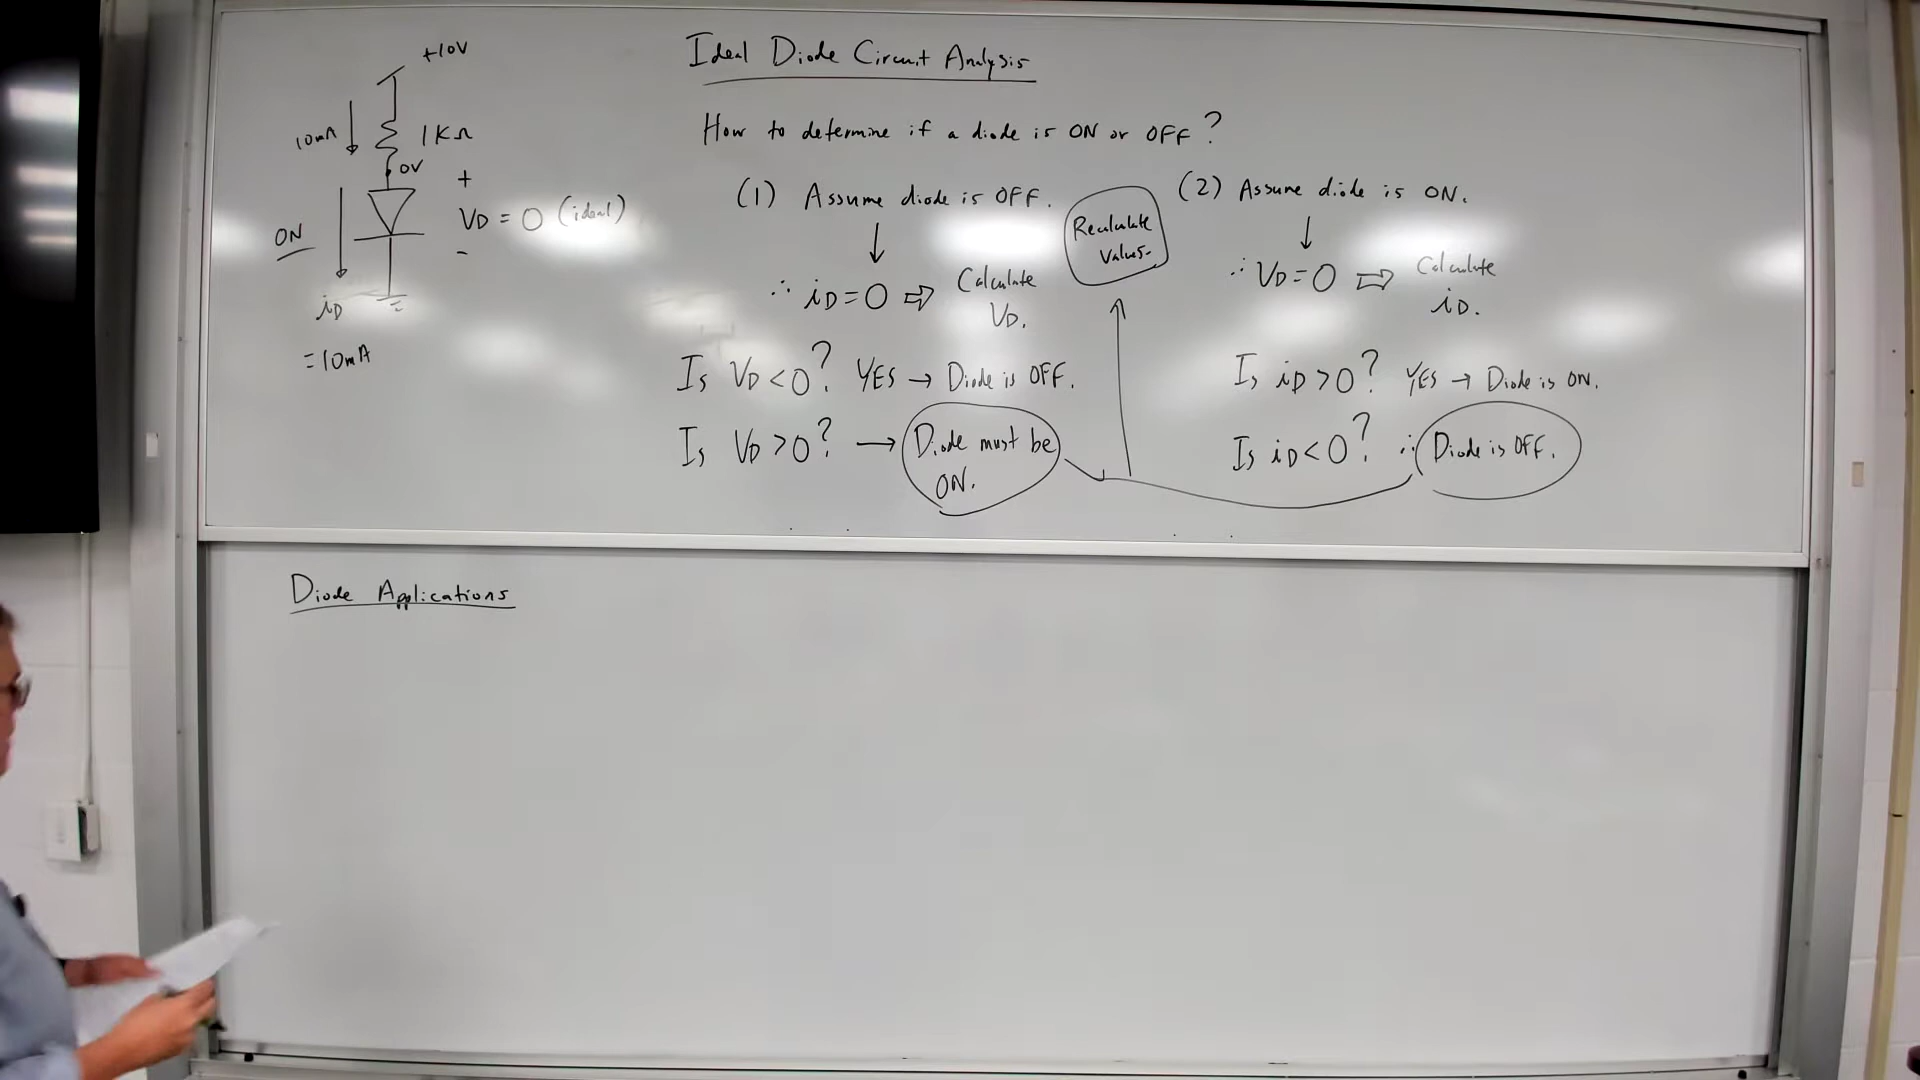 +10V
10mA
1KΩ
0V
+
ON
VD = 0 (ideal)
-
iD
= 10mA
Ideal Diode Circuit Analysis
How to determine if a diode is ON or OFF?
(1) Assume diode is OFF.
∴ iD = 0 ⇨ Calculate
VD.
Is VD < 0? YES → Diode is OFF.
Is VD > 0? → Diode must be
ON.
Recalculate
Values.
(2) Assume diode is ON.
∴ VD = 0 ⇨ Calculate
iD.
Is iD > 0? YES → Diode is ON.
Is iD < 0? ∴ Diode is OFF.
Diode Applications